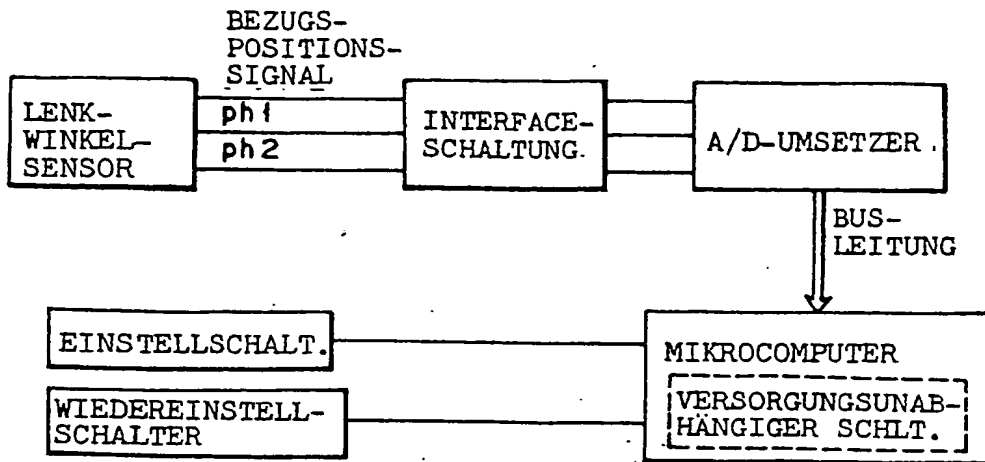 BEZUGS-
POSITIONS-
SIGNAL
LENK-
WINKEL-
SENSOR
ph1
ph2
INTERFACE-
SCHALTUNG.
A/D-UMSETZER.
BUS-
LEITUNG
EINSTELLSCHALT.
WIEDEREINSTELL-
SCHALTER
MIKROCOMPUTER
VERSORGUNGSUNAB-
HÄNGIGER SCHLT.